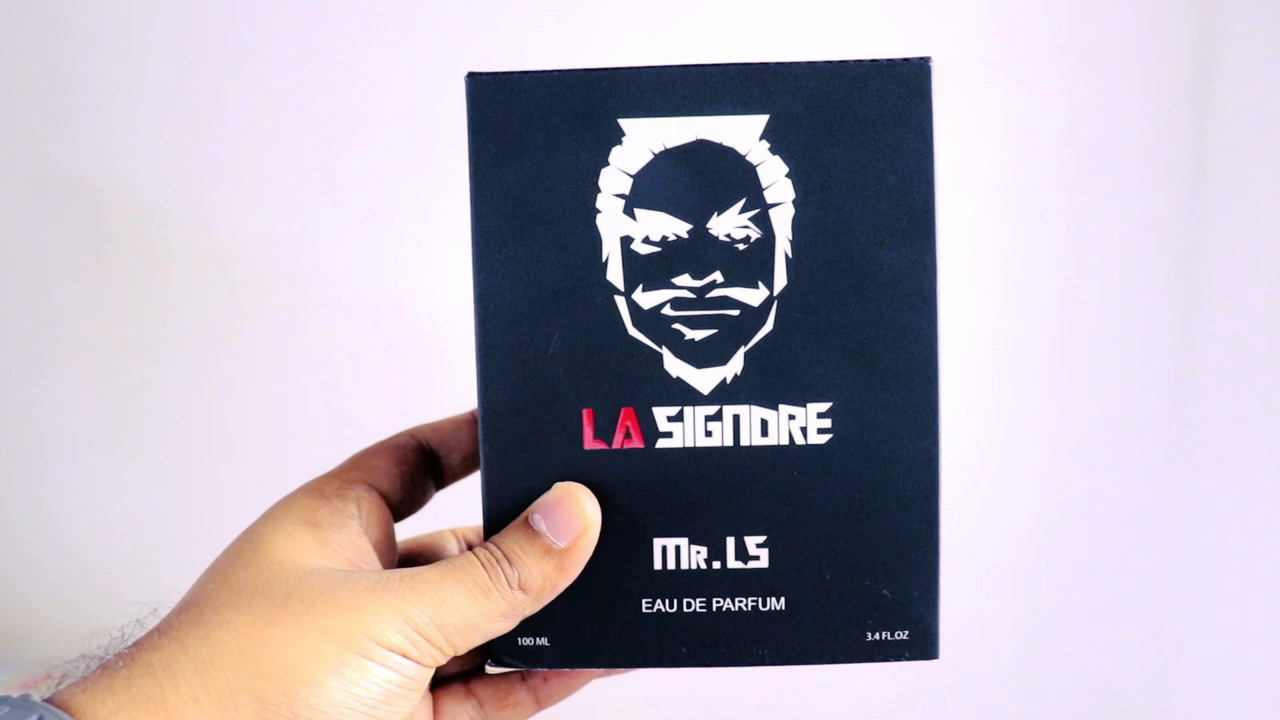 LA SIGNORE
Mr. LS
EAU DE PARFUM
100 ML
3.4 FL.OZ